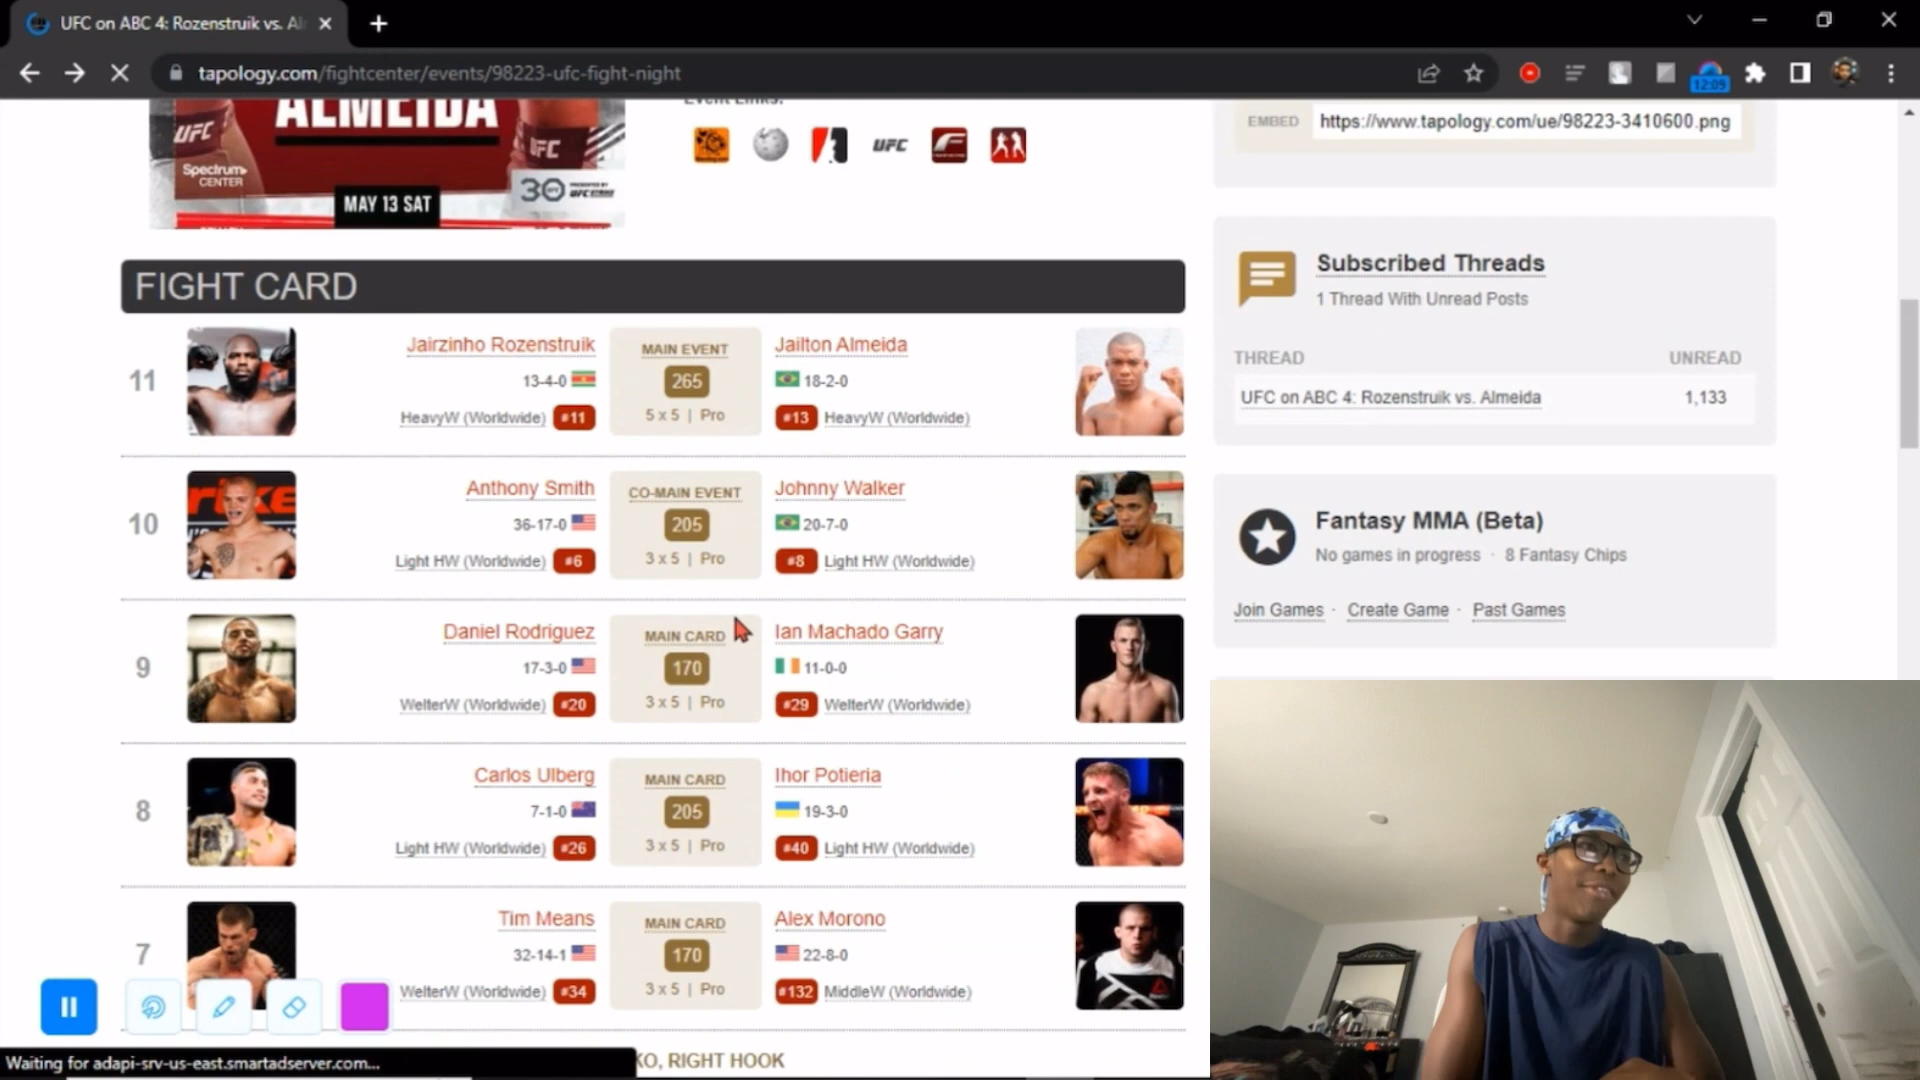 UFC on ABC 4: Rozenstruik vs. Al
tapology.com/fightcenter/events/98223-ufc-fight-night
12:09
ALMEIDA
UFC
UFC
Spectrum
CENTER
MAY 13 SAT
30
Event Links:
UFC
EMBED https://www.tapology.com/ue/98223-3410600.png
FIGHT CARD
11 Jairzinho Rozenstruik MAIN EVENT Jailton Almeida
13-4-0 265 18-2-0
HeavyW (Worldwide) #11 5 x 5 | Pro #13 HeavyW (Worldwide)
10 Anthony Smith CO-MAIN EVENT Johnny Walker
36-17-0 205 20-7-0
Light HW (Worldwide) #6 3 x 5 | Pro #8 Light HW (Worldwide)
9 Daniel Rodriguez MAIN CARD Ian Machado Garry
17-3-0 170 11-0-0
WelterW (Worldwide) #20 3 x 5 | Pro #29 WelterW (Worldwide)
8 Carlos Ulberg MAIN CARD Ihor Potieria
7-1-0 205 19-3-0
Light HW (Worldwide) #26 3 x 5 | Pro #40 Light HW (Worldwide)
7 Tim Means MAIN CARD Alex Morono
32-14-1 170 22-8-0
WelterW (Worldwide) #34 3 x 5 | Pro #132 MiddleW (Worldwide)
KO, RIGHT HOOK
Waiting for adapi-srv-us-east.smartadserver.com...
Subscribed Threads
1 Thread With Unread Posts
THREAD UNREAD
UFC on ABC 4: Rozenstruik vs. Almeida 1,133
Fantasy MMA (Beta)
No games in progress · 8 Fantasy Chips
Join Games · Create Game · Past Games